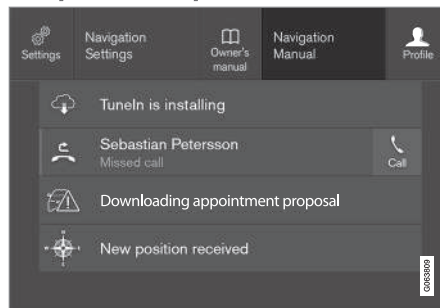 Settings
Navigation
Settings
Owner's
manual
Navigation
Manual
Profile
TuneIn is installing
Sebastian Petersson
Missed call
Call
Downloading appointment proposal
New position received
G063809